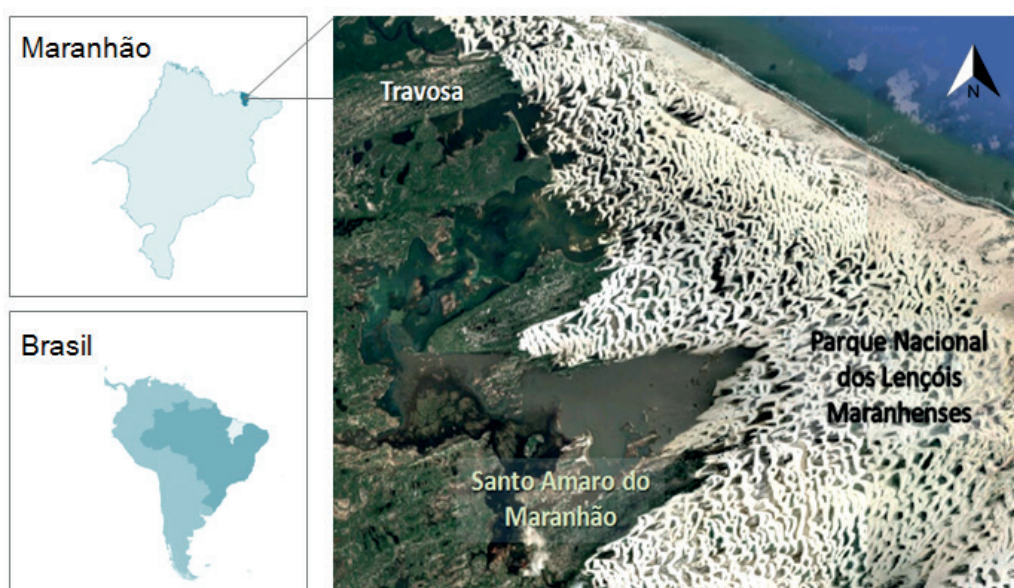 Maranhão
Brasil
Travosa
N
Parque Nacional
dos Lençóis
Maranhenses
Santo Amaro do
Maranhão